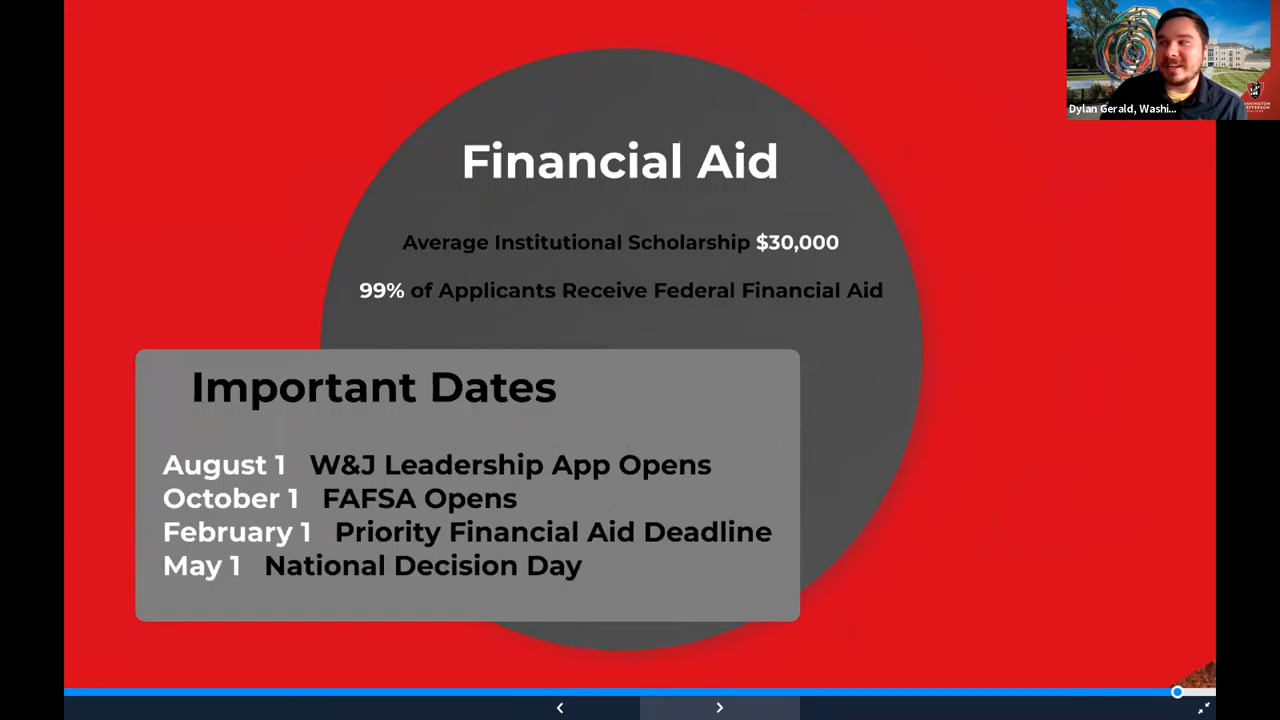 Financial Aid
Average Institutional Scholarship $30,000
99% of Applicants Receive Federal Financial Aid
Important Dates
August 1 W&J Leadership App Opens
October 1 FAFSA Opens
February 1 Priority Financial Aid Deadline
May 1 National Decision Day
Dylan Gerald, Washi...